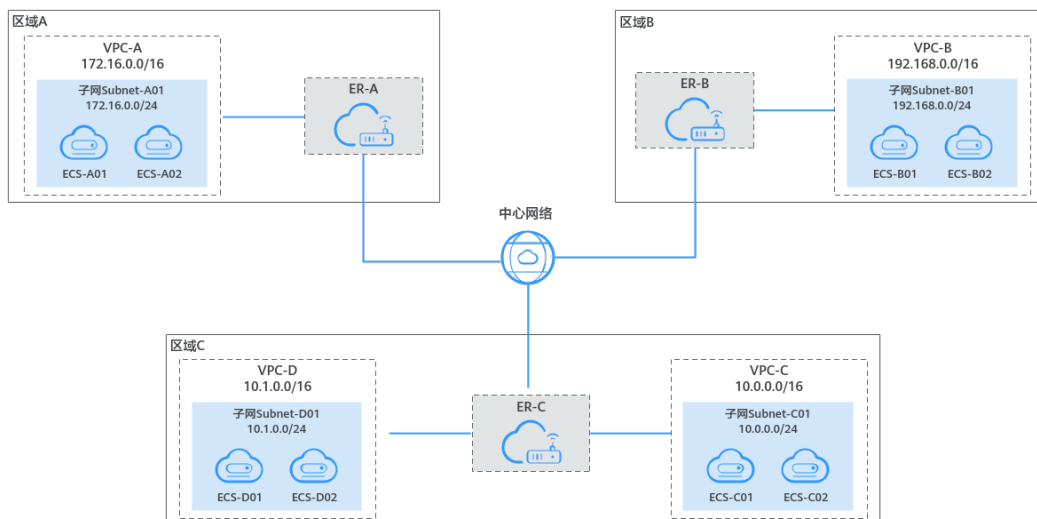 区域A
VPC-A
172.16.0.0/16
子网Subnet-A01
172.16.0.0/24
ECS-A01
ECS-A02
ER-A
区域B
ER-B
VPC-B
192.168.0.0/16
子网Subnet-B01
192.168.0.0/24
ECS-B01
ECS-B02
中心网络
区域C
VPC-D
10.1.0.0/16
子网Subnet-D01
10.1.0.0/24
ECS-D01
ECS-D02
ER-C
VPC-C
10.0.0.0/16
子网Subnet-C01
10.0.0.0/24
ECS-C01
ECS-C02